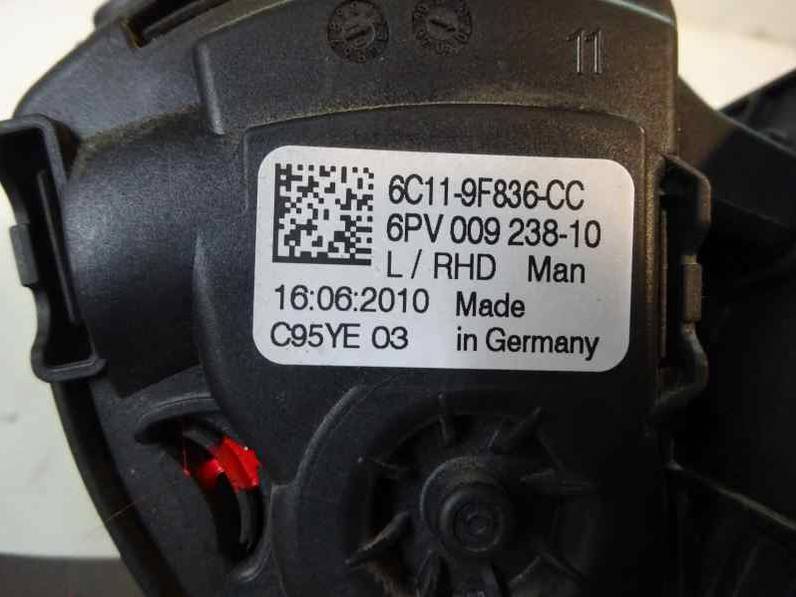 11
6C11-9F836-CC
6PV 009 238-10
L / RHD Man
16:06:2010 Made
C95YE 03 in Germany